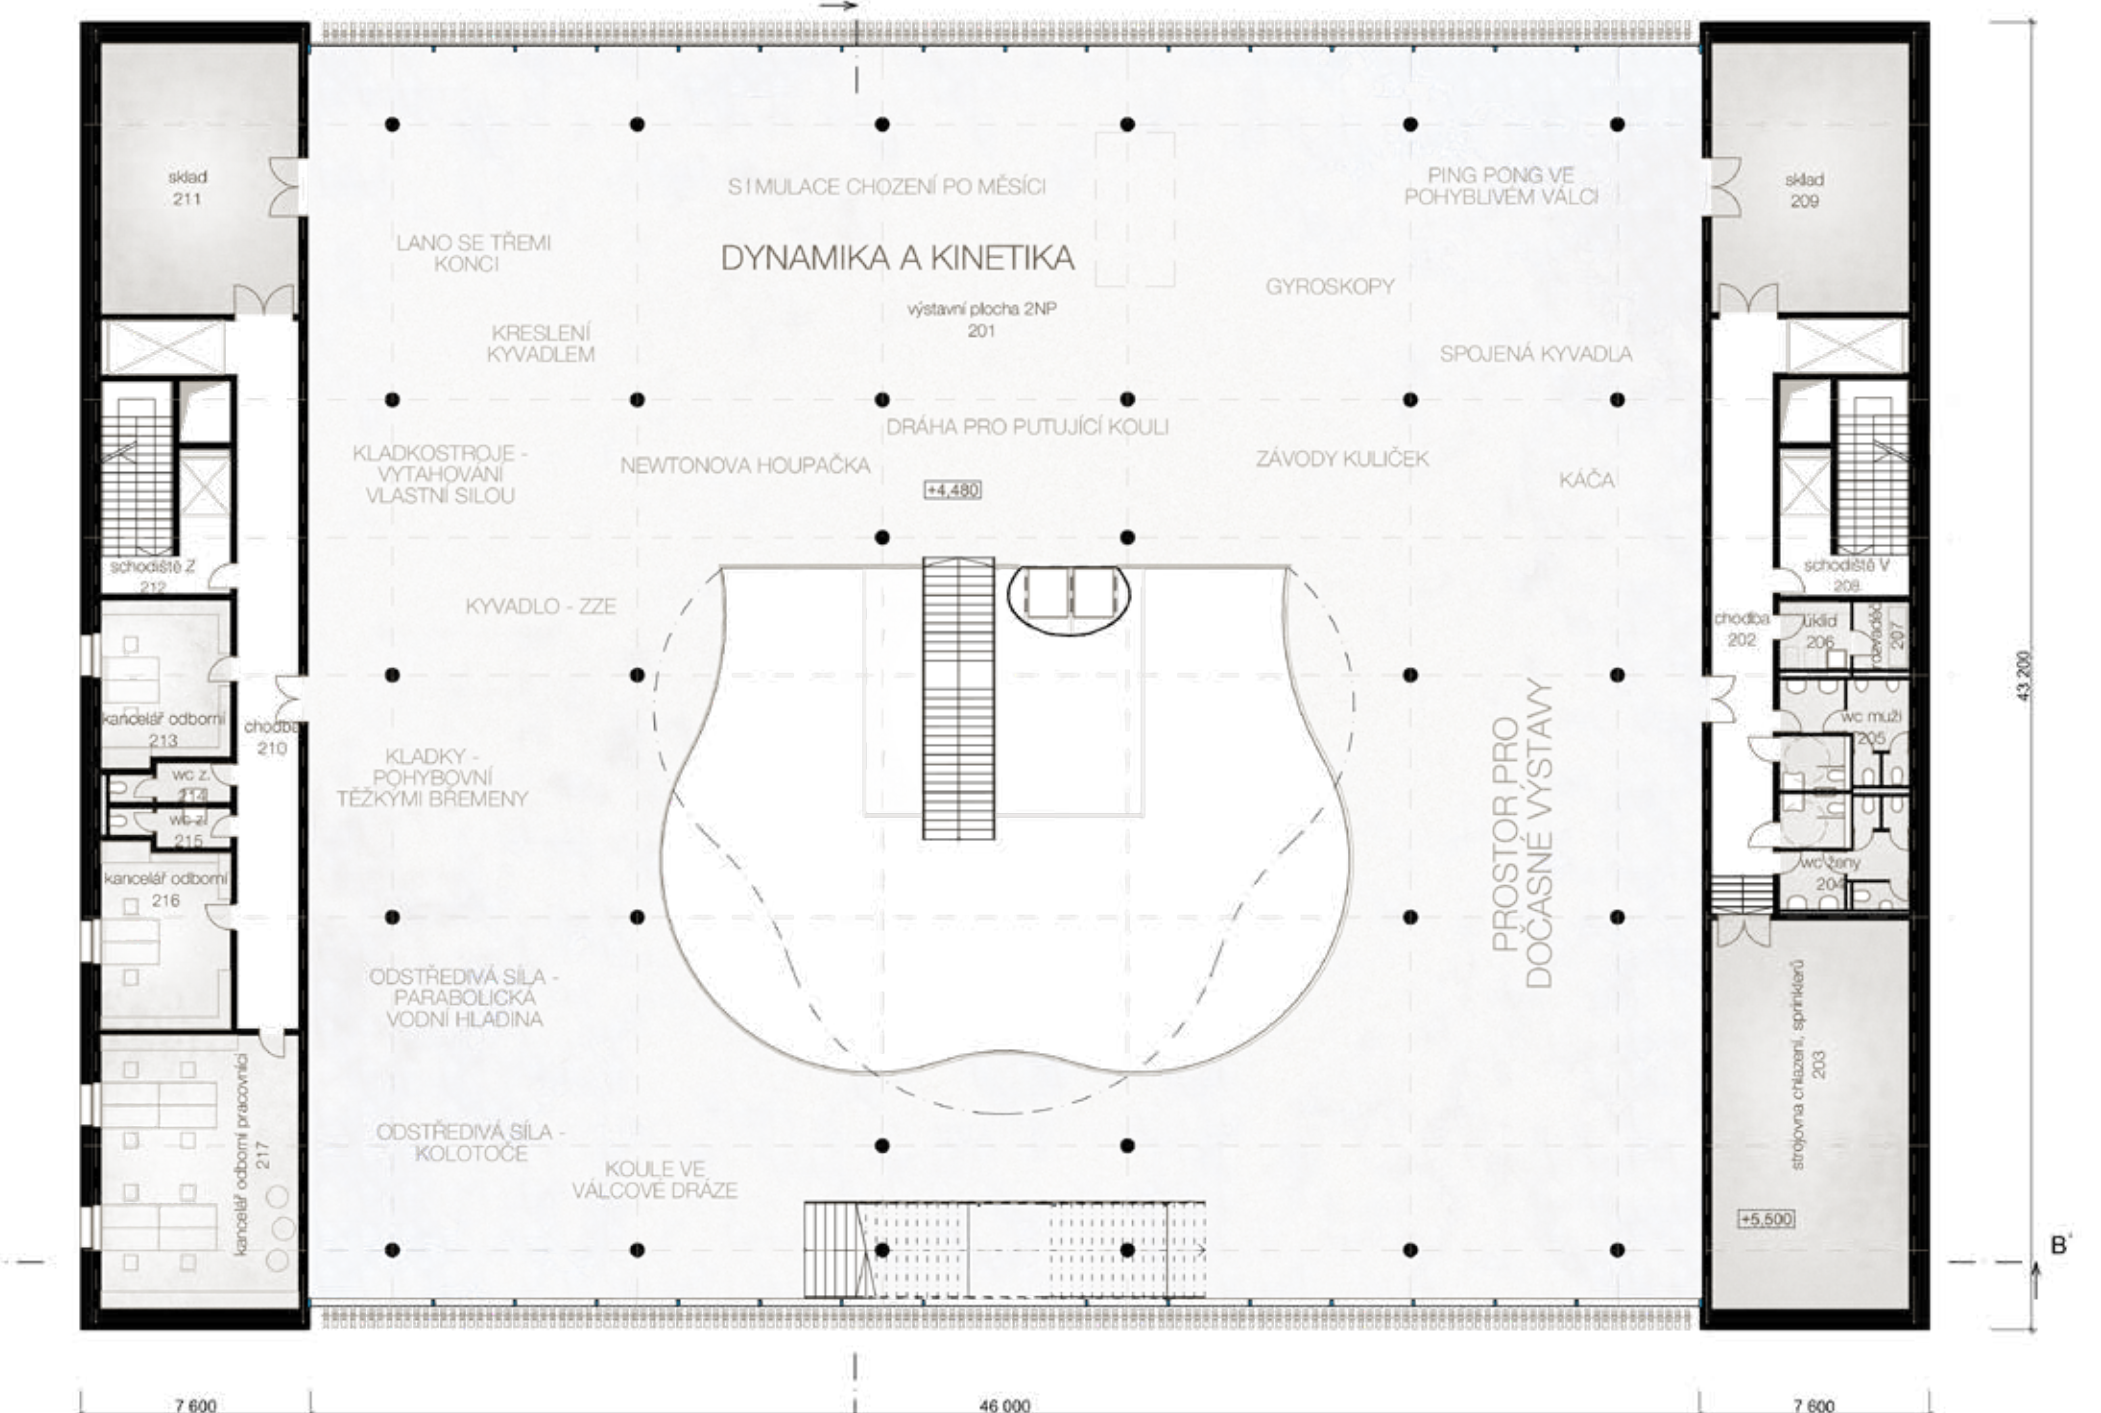 sklad
211
SIMULACE CHOZENÍ PO MĚSÍCI
PING PONG VE
POHYBLIVÉM VÁLCI
sklad
209
LANO SE TŘEMI
KONCI
DYNAMIKA A KINETIKA
GYROSKOPY
výstavní plocha 2NP
201
KRESLENÍ
KYVADLEM
SPOJENÁ KYVADLA
DRÁHA PRO PUTUJÍCÍ KOULI
KLADKOSTROJE -
VYTAHOVÁNÍ
VLASTNÍ SILOU
NEWTONOVA HOUPAČKA
ZÁVODY KULIČEK
KÁČA
+4,480
schodiště Z
212
schodiště V
208
KYVADLO - ZZE
chodba
202
úklid
206
rozvaděč
207
43 200
kancelář odborní
213
chodba
210
wc muži
205
PROSTOR PRO
DOČASNÉ VÝSTAVY
KLADKY -
POHYBOVNÍ
TĚŽKÝMI BŘEMENY
wc z.
214
wc z.
215
wc ženy
204
kancelář odborní
216
ODSTŘEDIVÁ SÍLA -
PARABOLICKÁ
VODNÍ HLADINA
strojovna chlazení, sprinklerů
203
kancelář odborní pracovníci
217
ODSTŘEDIVÁ SÍLA -
KOLOTOČE
KOULE VE
VÁLCOVÉ DRÁZE
+5,500
B'
7 600
46 000
7 600